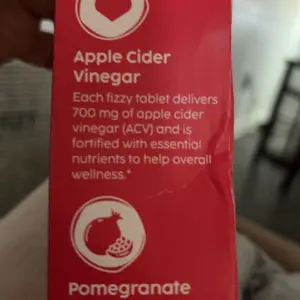 Apple Cider
Vinegar
Each fizzy tablet delivers
700 mg of apple cider
vinegar (ACV) and is
fortified with essential
nutrients to help overall
wellness.*
Pomegranate